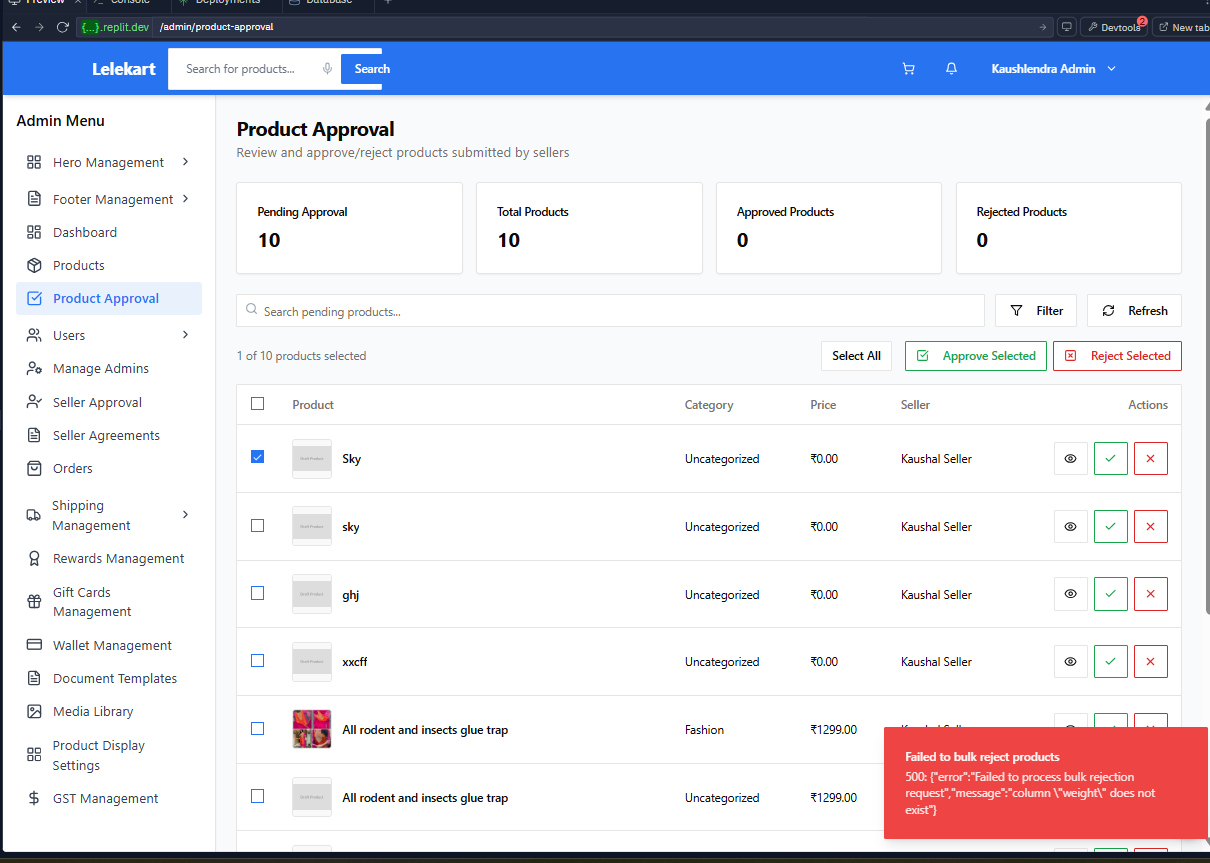 Preview
Console
Deployments
Database
{...}.replit.dev /admin/product-approval
Devtools 2
New tab
Lelekart
Search for products...
Search
Kaushlendra Admin
Admin Menu
Hero Management
Footer Management
Dashboard
Products
Product Approval
Users
Manage Admins
Seller Approval
Seller Agreements
Orders
Shipping
Management
Rewards Management
Gift Cards
Management
Wallet Management
Document Templates
Media Library
Product Display
Settings
GST Management
Product Approval
Review and approve/reject products submitted by sellers
Pending Approval
10
Total Products
10
Approved Products
0
Rejected Products
0
Search pending products...
Filter
Refresh
1 of 10 products selected
Select All
Approve Selected
Reject Selected
Product Category Price Seller Actions
Sky Uncategorized ₹0.00 Kaushal Seller
sky Uncategorized ₹0.00 Kaushal Seller
ghj Uncategorized ₹0.00 Kaushal Seller
xxcff Uncategorized ₹0.00 Kaushal Seller
All rodent and insects glue trap Fashion ₹1299.00
All rodent and insects glue trap Uncategorized ₹1299.00
Failed to bulk reject products
500: {"error":"Failed to process bulk rejection
request","message":"column \"weight\" does not
exist"}